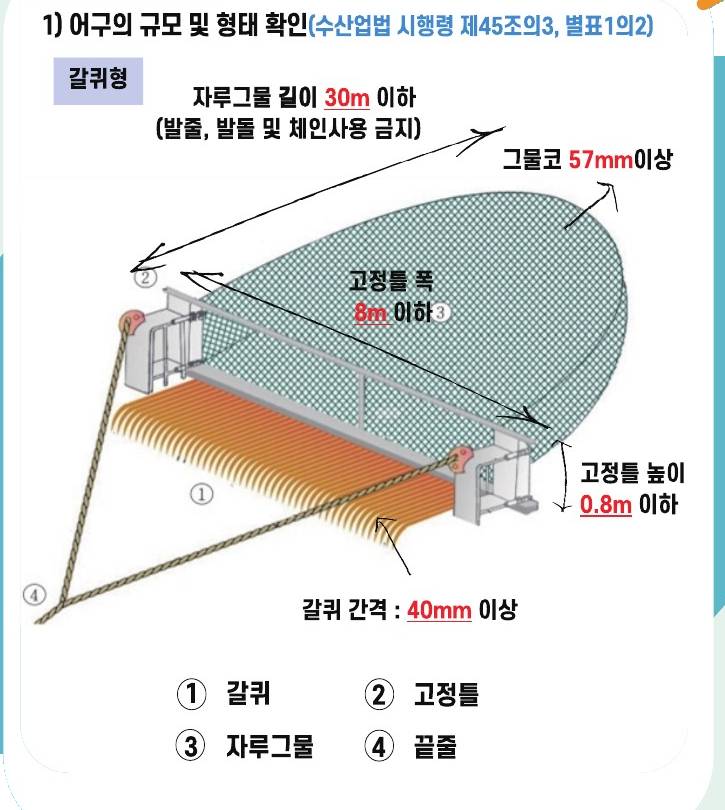 1) 어구의 규모 및 형태 확인(수산업법 시행령 제45조의3, 별표1의2)
갈퀴형
자루그물 길이 30m 이하
(발줄, 발돌 및 체인사용 금지)
그물코 57mm이상
②
고정틀 폭
8m 이하③
고정틀 높이
0.8m 이하
①
④
갈퀴 간격 : 40mm 이상
① 갈퀴 ② 고정틀
③ 자루그물 ④ 끝줄